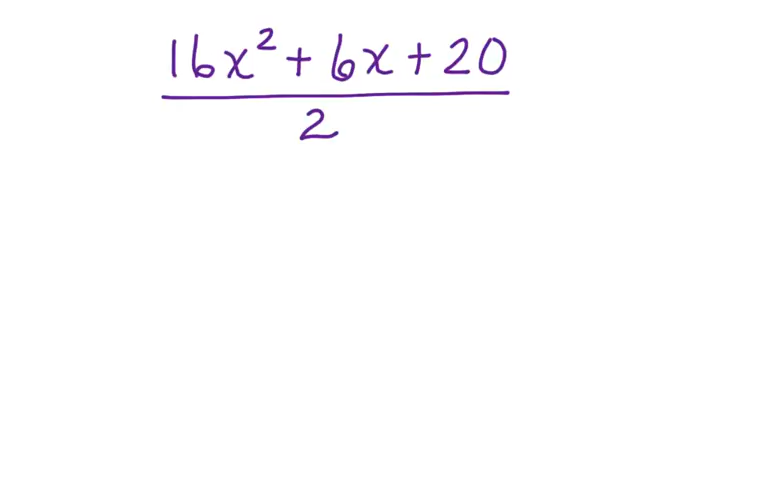 16x² + 6x + 20
2